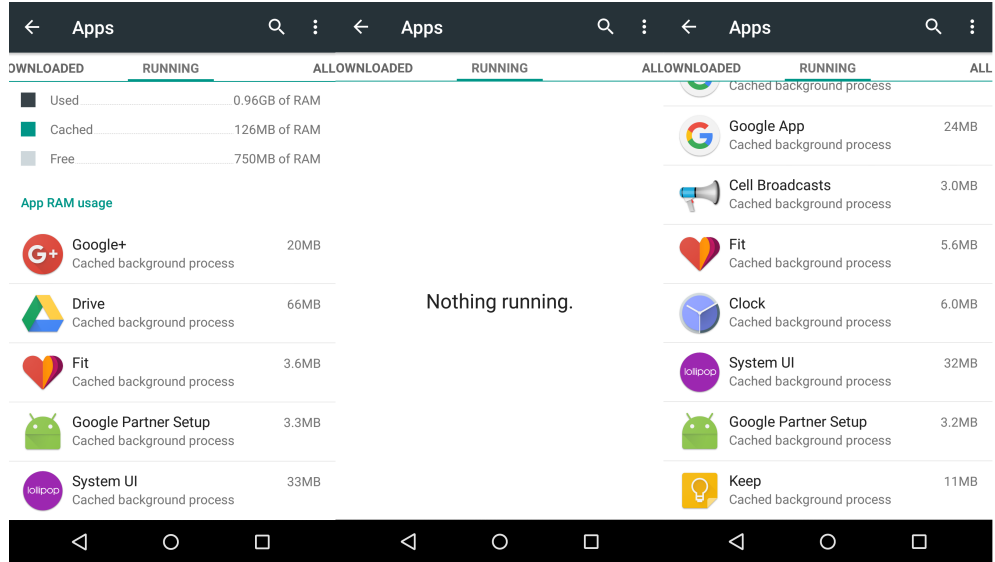 Apps
OWNLOADED RUNNING ALL
Used 0.96GB of RAM
Cached 126MB of RAM
Free 750MB of RAM
App RAM usage
G+
Google+ 20MB
Cached background process
Drive 66MB
Cached background process
Fit 3.6MB
Cached background process
Google Partner Setup 3.3MB
Cached background process
lollipop
System UI 33MB
Cached background process
Apps
OWNLOADED RUNNING ALL
Nothing running.
Apps
OWNLOADED RUNNING ALL
Cached background process
G
Google App 24MB
Cached background process
Cell Broadcasts 3.0MB
Cached background process
Fit 5.6MB
Cached background process
Clock 6.0MB
Cached background process
lollipop
System UI 32MB
Cached background process
Google Partner Setup 3.2MB
Cached background process
Keep 11MB
Cached background process